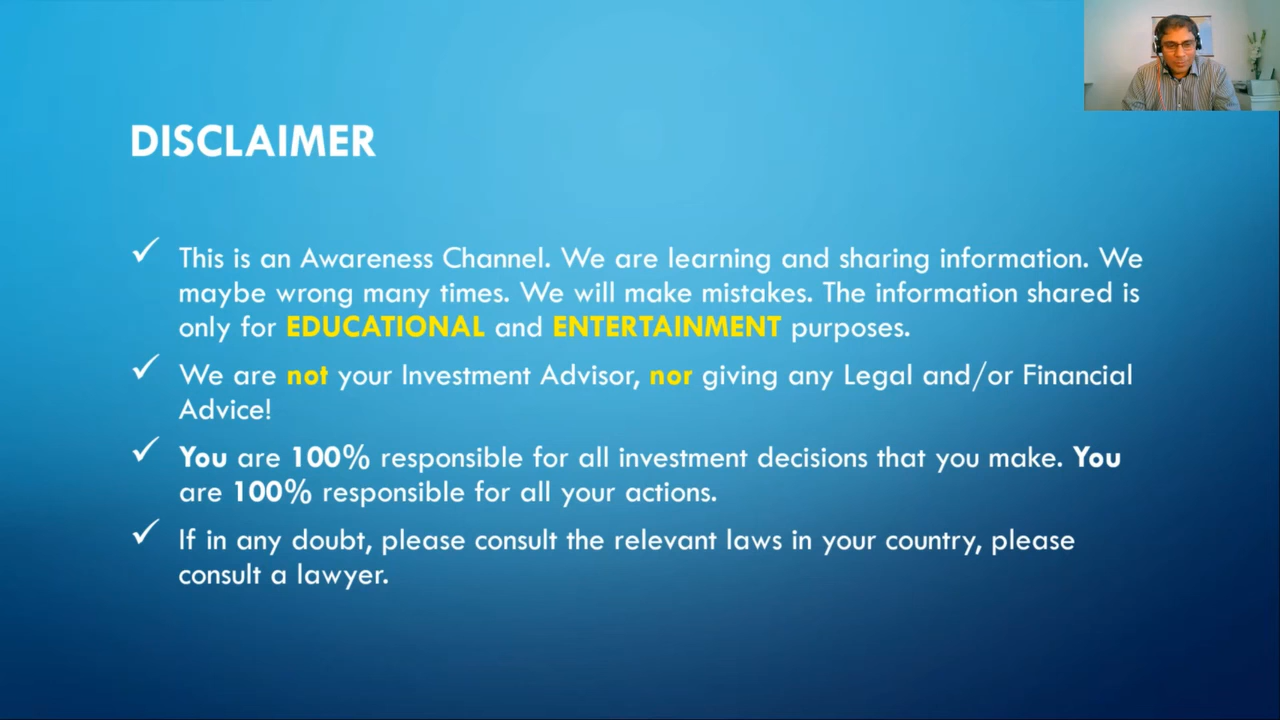 DISCLAIMER
This is an Awareness Channel. We are learning and sharing information. We
maybe wrong many times. We will make mistakes. The information shared is
only for EDUCATIONAL and ENTERTAINMENT purposes.
We are not your Investment Advisor, nor giving any Legal and/or Financial
Advice!
You are 100% responsible for all investment decisions that you make. You
are 100% responsible for all your actions.
If in any doubt, please consult the relevant laws in your country, please
consult a lawyer.